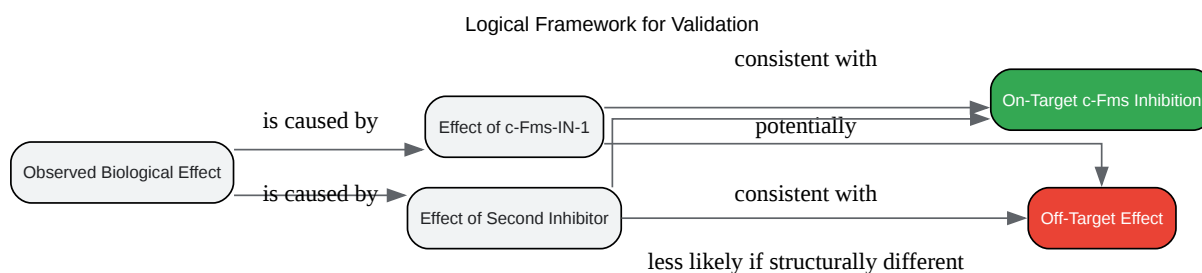 Logical Framework for Validation
consistent with
On-Target c-Fms Inhibition
is caused by
Effect of c-Fms-IN-1
potentially
Observed Biological Effect
is caused by
consistent with
Effect of Second Inhibitor
Off-Target Effect
less likely if structurally different